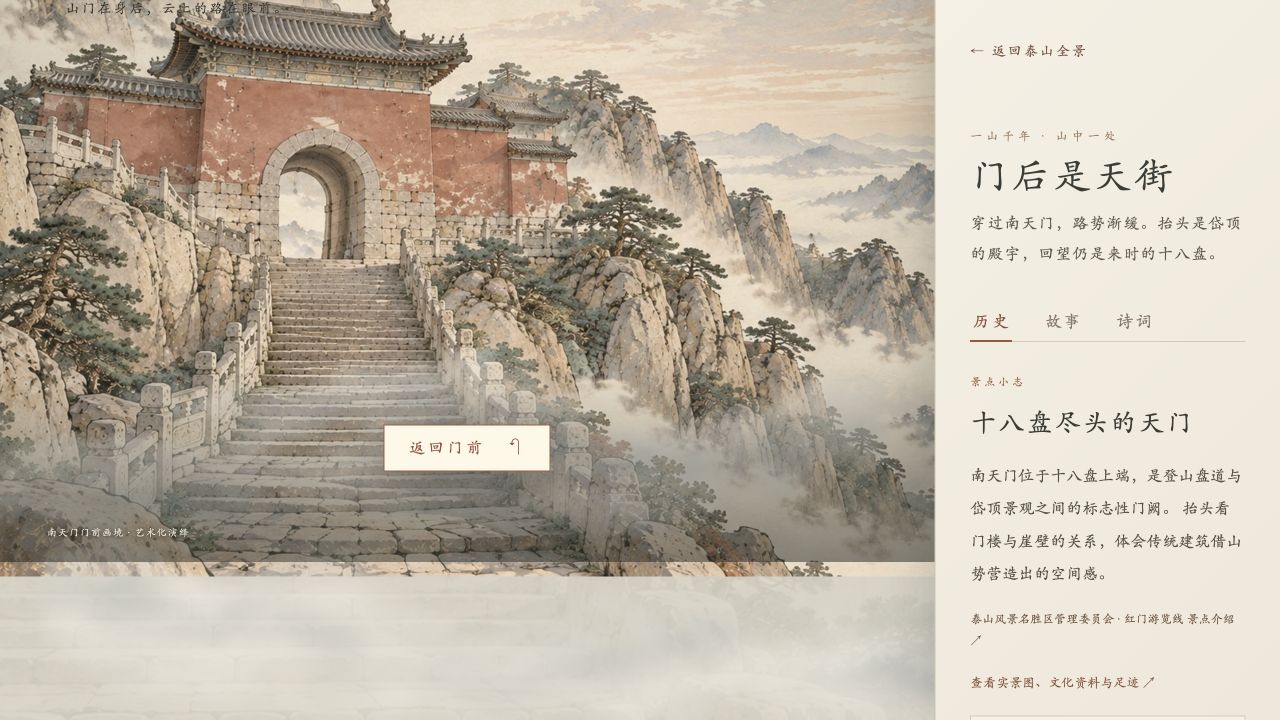 山门在身后，云上的路在眼前。
返回门前
南天门门前画境 · 艺术化演绎
← 返回泰山全景
一山千年 · 山中一处
门后是天街
穿过南天门，路势渐缓。抬头是岱顶
的殿宇，回望仍是来时的十八盘。
历史 故事 诗词
景点小志
十八盘尽头的天门
南天门位于十八盘上端，是登山盘道与
岱顶景观之间的标志性门阙。 抬头看
门楼与崖壁的关系，体会传统建筑借山
势营造出的空间感。
泰山风景名胜区管理委员会 · 红门游览线 景点介绍
↗
查看实景图、文化资料与足迹 ↗